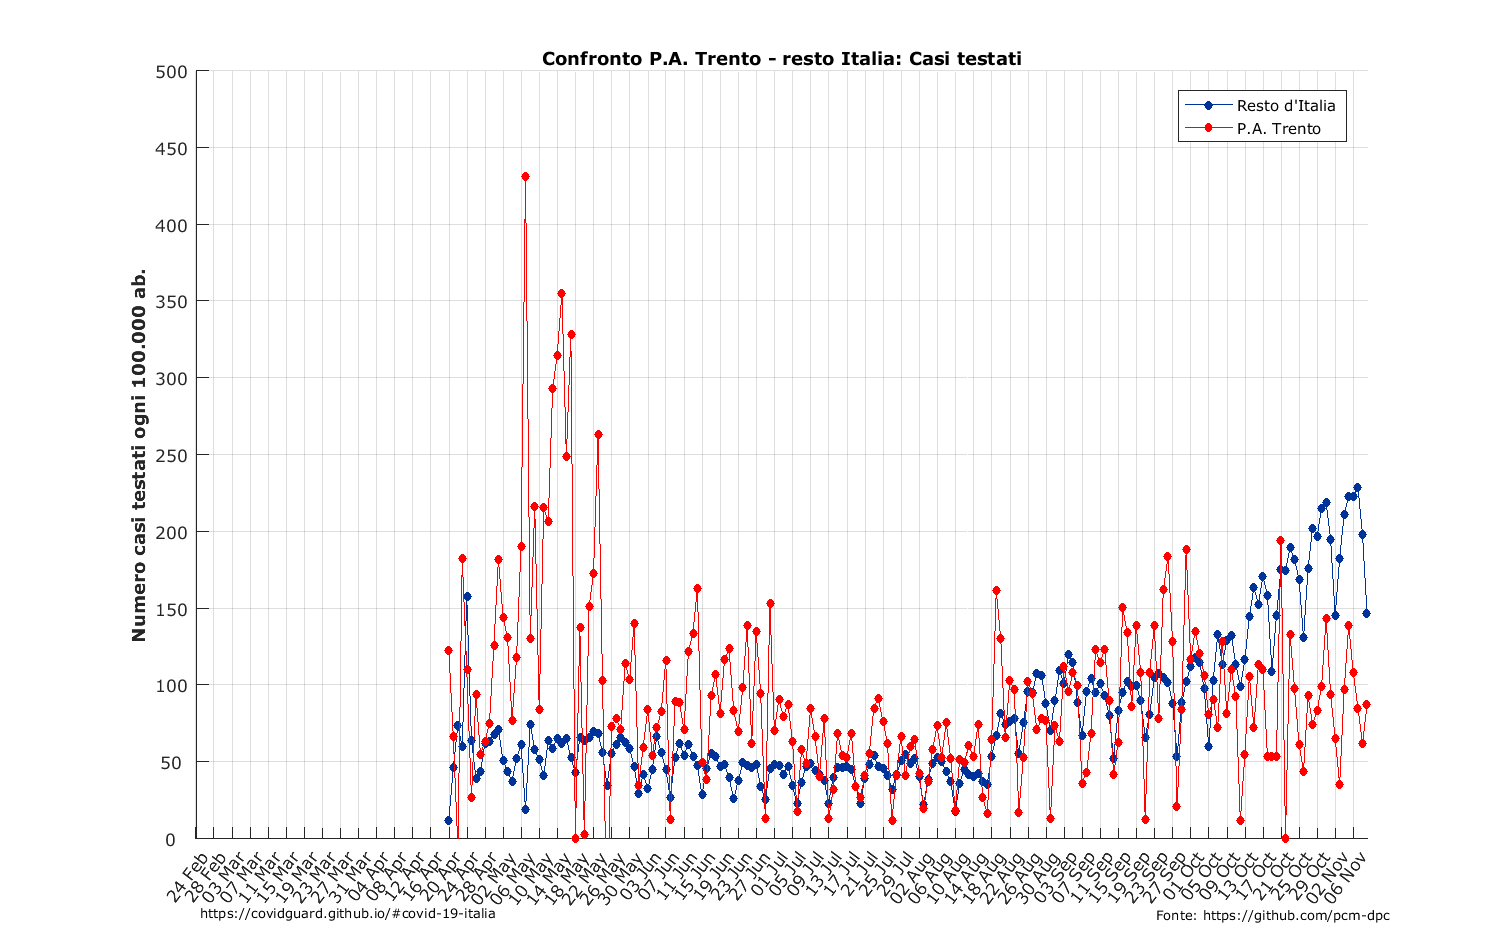 Confronto P.A. Trento - resto Italia: Casi testati
Resto d'Italia
P.A. Trento
Numero casi testati ogni 100.000 ab.
500
450
400
350
300
250
200
150
100
50
0
24 Feb
28 Feb
03 Mar
07 Mar
11 Mar
15 Mar
19 Mar
23 Mar
27 Mar
31 Mar
04 Apr
08 Apr
12 Apr
16 Apr
20 Apr
24 Apr
28 Apr
02 May
06 May
10 May
14 May
18 May
22 May
26 May
30 May
03 Jun
07 Jun
11 Jun
15 Jun
19 Jun
23 Jun
27 Jun
01 Jul
05 Jul
09 Jul
13 Jul
17 Jul
21 Jul
25 Jul
29 Jul
02 Aug
06 Aug
10 Aug
14 Aug
18 Aug
22 Aug
26 Aug
30 Aug
03 Sep
07 Sep
11 Sep
15 Sep
19 Sep
23 Sep
27 Sep
01 Oct
05 Oct
09 Oct
13 Oct
17 Oct
21 Oct
25 Oct
29 Oct
02 Nov
06 Nov
https://covidguard.github.io/#covid-19-italia
Fonte: https://github.com/pcm-dpc